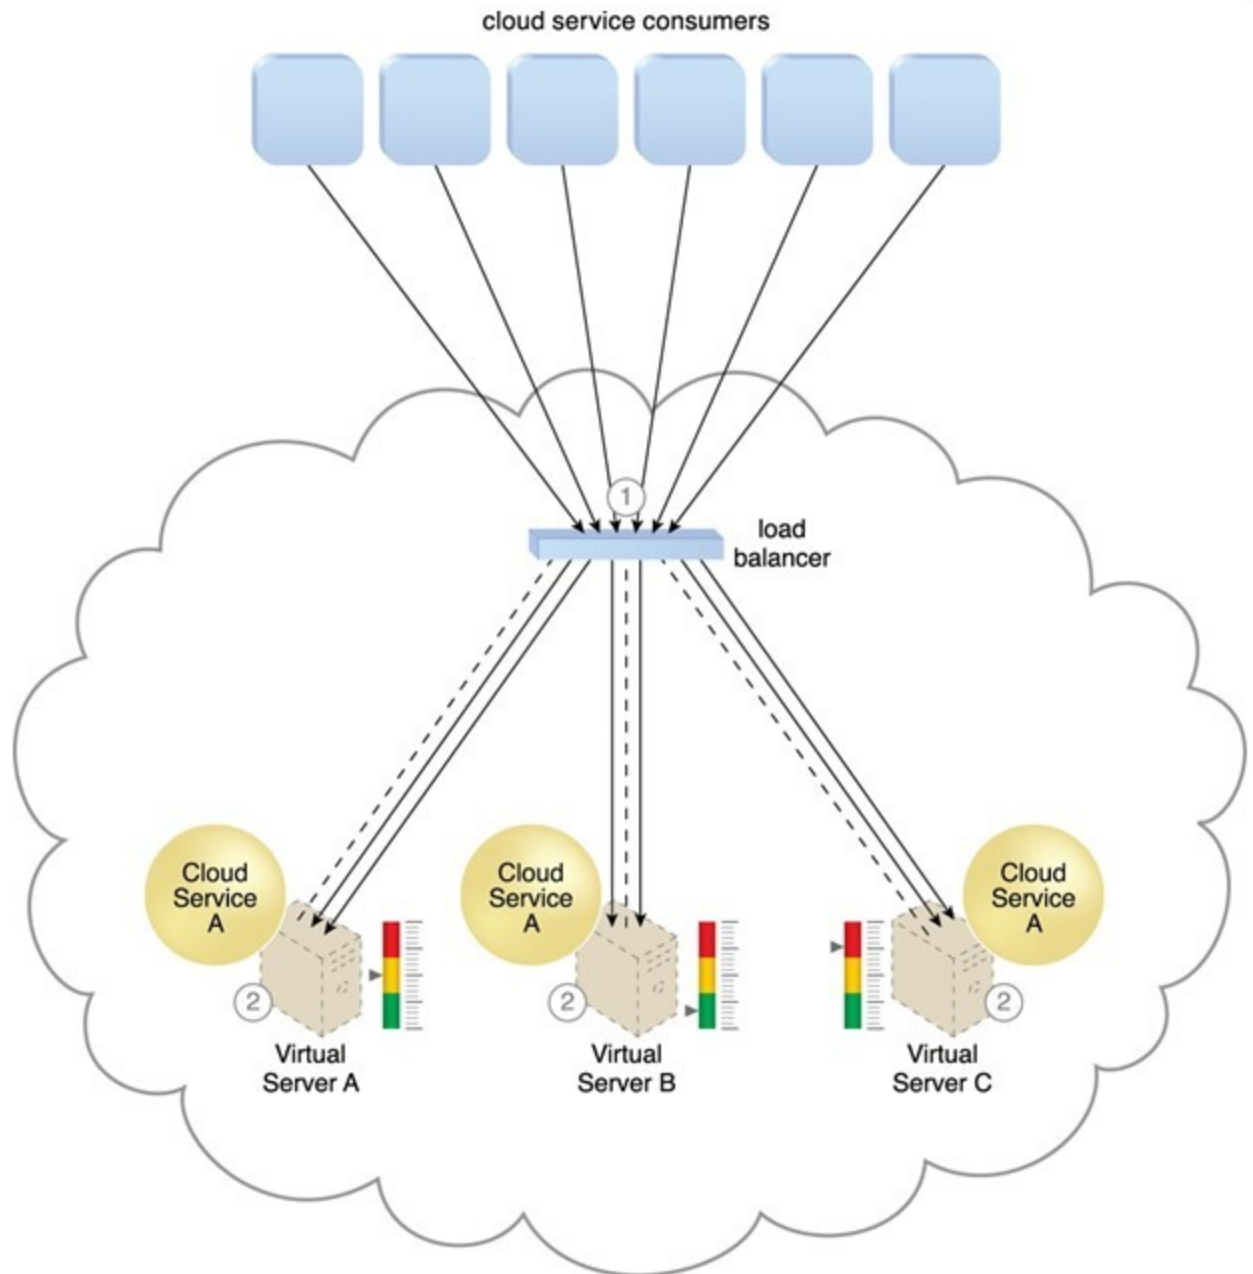 cloud service consumers
1
load
balancer
Cloud
Service
A
Cloud
Service
A
Cloud
Service
A
2
2
2
Virtual
Server A
Virtual
Server B
Virtual
Server C